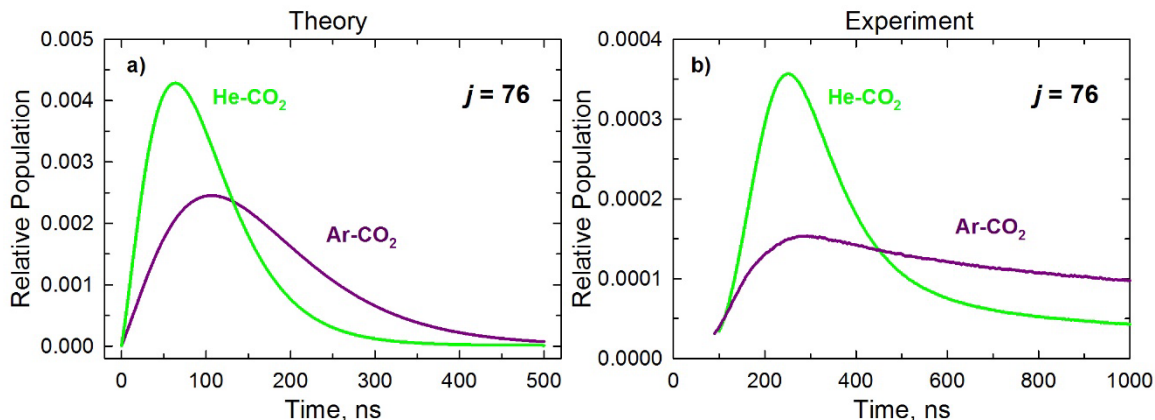 Theory
a)
j = 76
He-CO₂
Ar-CO₂
0.005
0.004
0.003
0.002
0.001
0.000
Relative Population
0 100 200 300 400 500
Time, ns
Experiment
b)
j = 76
He-CO₂
Ar-CO₂
0.0004
0.0003
0.0002
0.0001
0.0000
Relative Population
0 200 400 600 800 1000
Time, ns